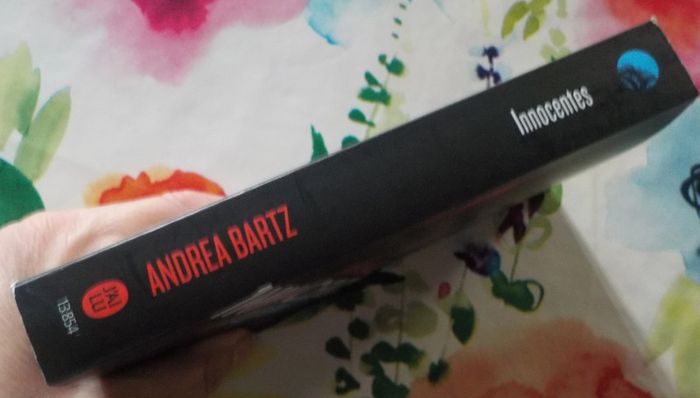 13854
J'AI
LU
ANDREA BARTZ
Innocentes